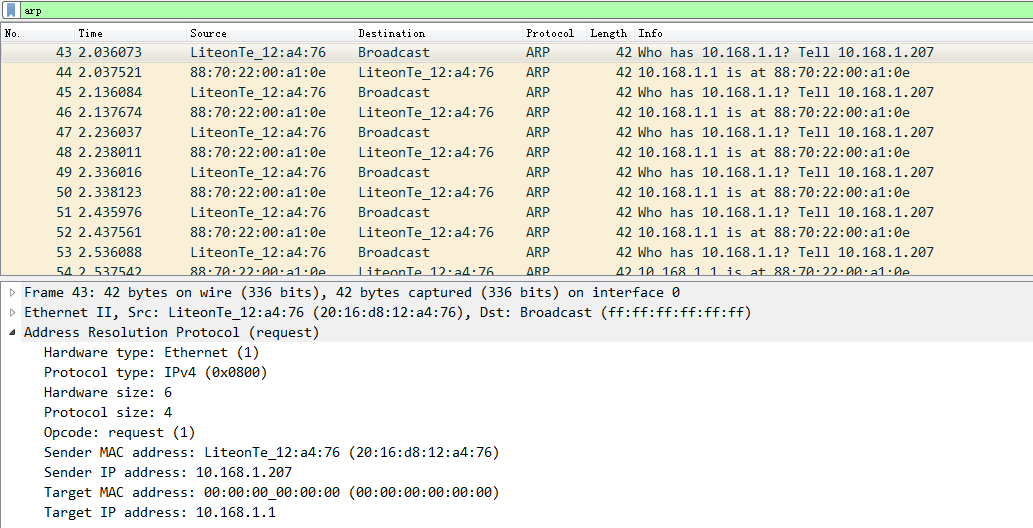 arp
No. Time Source Destination Protocol Length Info
43 2.036073 LiteonTe_12:a4:76 Broadcast ARP 42 Who has 10.168.1.1? Tell 10.168.1.207
44 2.037521 88:70:22:00:a1:0e LiteonTe_12:a4:76 ARP 42 10.168.1.1 is at 88:70:22:00:a1:0e
45 2.136084 LiteonTe_12:a4:76 Broadcast ARP 42 Who has 10.168.1.1? Tell 10.168.1.207
46 2.137674 88:70:22:00:a1:0e LiteonTe_12:a4:76 ARP 42 10.168.1.1 is at 88:70:22:00:a1:0e
47 2.236037 LiteonTe_12:a4:76 Broadcast ARP 42 Who has 10.168.1.1? Tell 10.168.1.207
48 2.238011 88:70:22:00:a1:0e LiteonTe_12:a4:76 ARP 42 10.168.1.1 is at 88:70:22:00:a1:0e
49 2.336016 LiteonTe_12:a4:76 Broadcast ARP 42 Who has 10.168.1.1? Tell 10.168.1.207
50 2.338123 88:70:22:00:a1:0e LiteonTe_12:a4:76 ARP 42 10.168.1.1 is at 88:70:22:00:a1:0e
51 2.435976 LiteonTe_12:a4:76 Broadcast ARP 42 Who has 10.168.1.1? Tell 10.168.1.207
52 2.437561 88:70:22:00:a1:0e LiteonTe_12:a4:76 ARP 42 10.168.1.1 is at 88:70:22:00:a1:0e
53 2.536088 LiteonTe_12:a4:76 Broadcast ARP 42 Who has 10.168.1.1? Tell 10.168.1.207
54 2.537542 88:70:22:00:a1:0e LiteonTe_12:a4:76 ARP 42 10.168.1.1 is at 88:70:22:00:a1:0e
Frame 43: 42 bytes on wire (336 bits), 42 bytes captured (336 bits) on interface 0
Ethernet II, Src: LiteonTe_12:a4:76 (20:16:d8:12:a4:76), Dst: Broadcast (ff:ff:ff:ff:ff:ff)
Address Resolution Protocol (request)
Hardware type: Ethernet (1)
Protocol type: IPv4 (0x0800)
Hardware size: 6
Protocol size: 4
Opcode: request (1)
Sender MAC address: LiteonTe_12:a4:76 (20:16:d8:12:a4:76)
Sender IP address: 10.168.1.207
Target MAC address: 00:00:00_00:00:00 (00:00:00:00:00:00)
Target IP address: 10.168.1.1